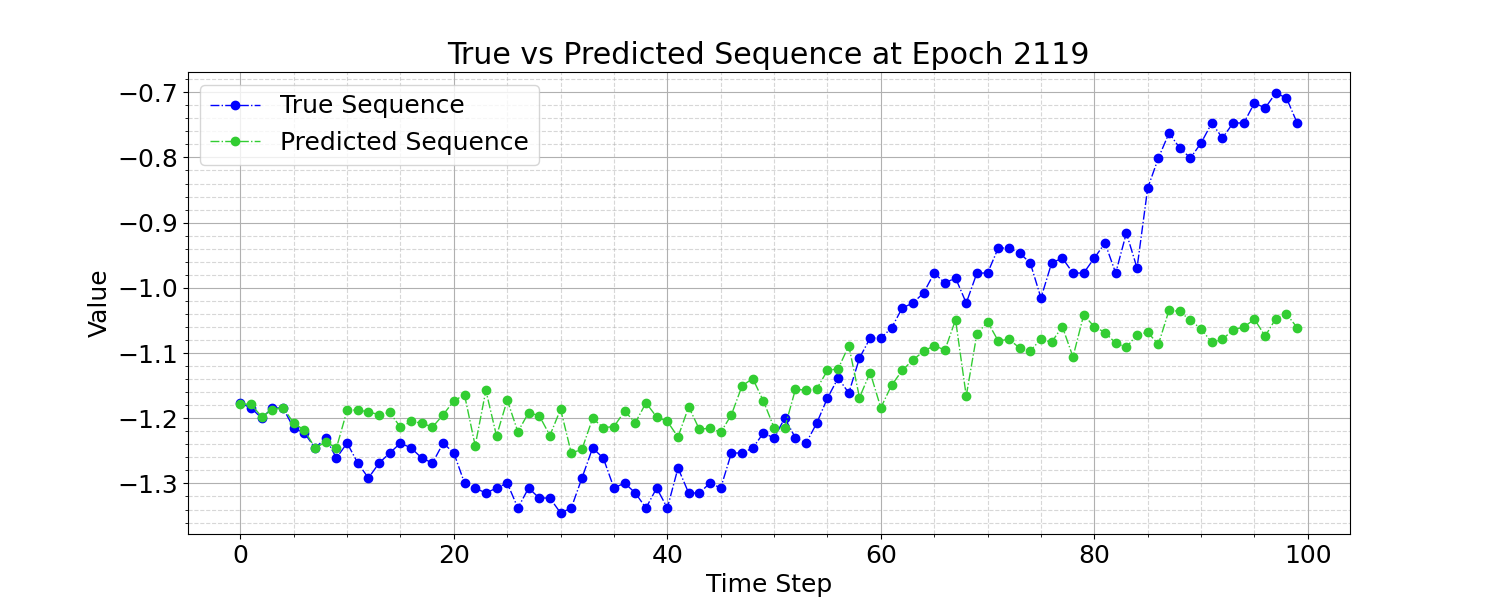 True vs Predicted Sequence at Epoch 2119
True Sequence
Predicted Sequence
Value
−0.7
−0.8
−0.9
−1.0
−1.1
−1.2
−1.3
0 20 40 60 80 100
Time Step